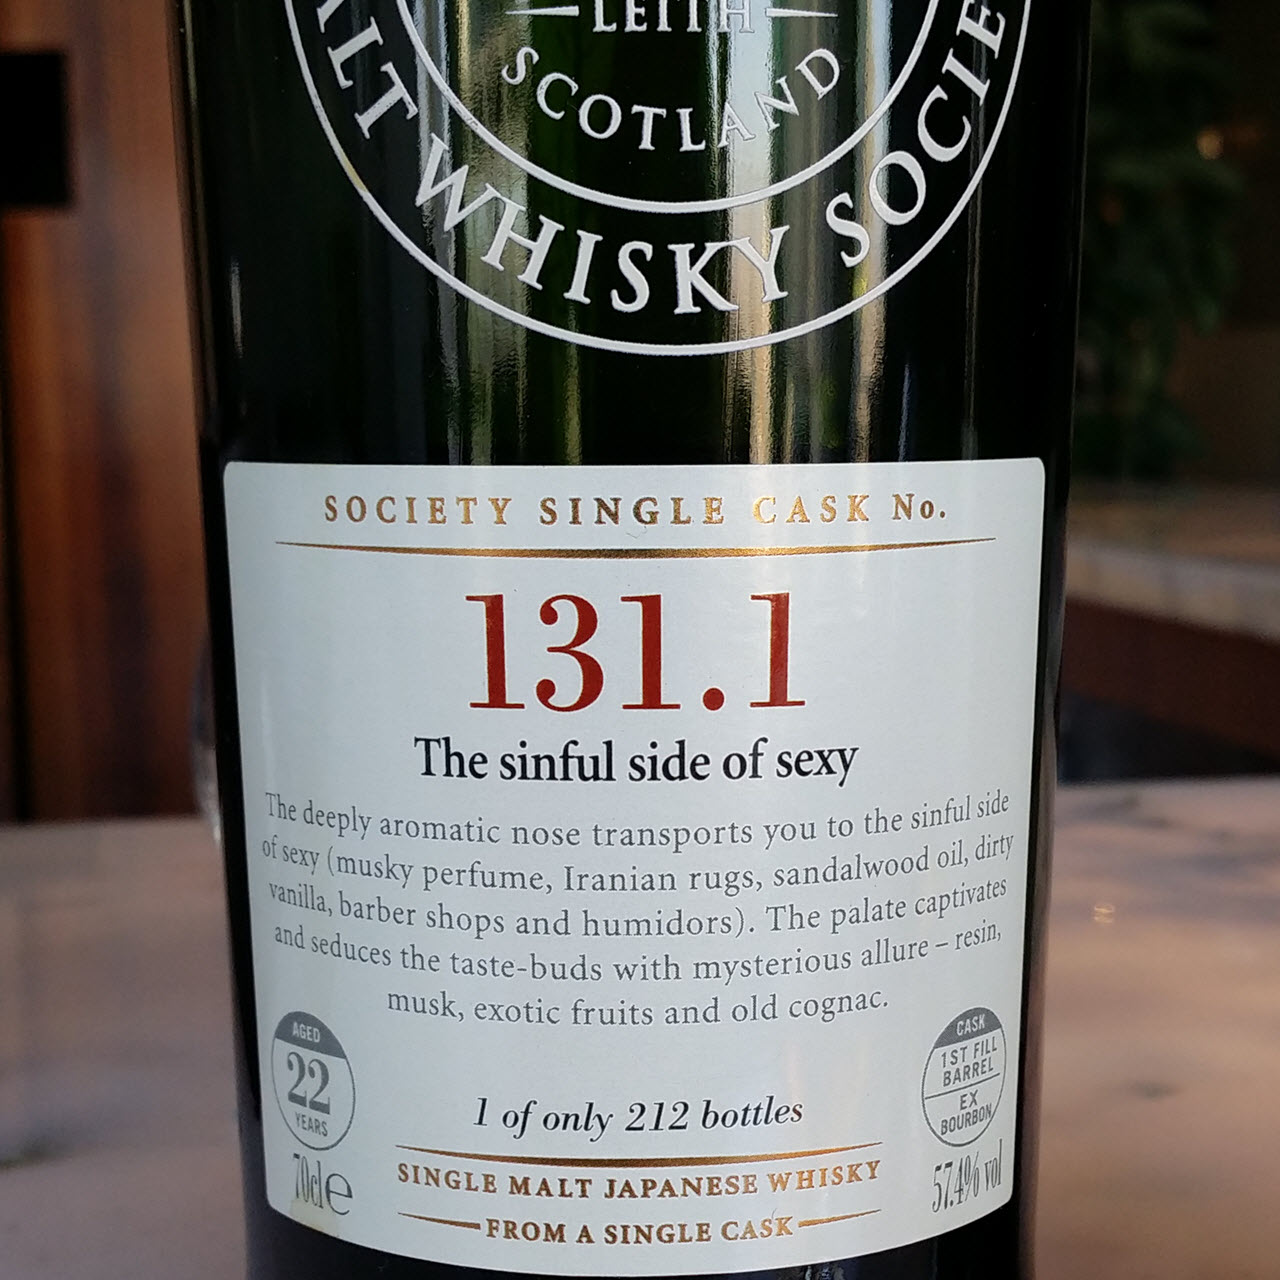 LEITH
SCOTLAND
ALT WHISKY SOCIE
SOCIETY SINGLE CASK No.
131.1
The sinful side of sexy
The deeply aromatic nose transports you to the sinful side
of sexy (musky perfume, Iranian rugs, sandalwood oil, dirty
vanilla, barber shops and humidors). The palate captivates
and seduces the taste-buds with mysterious allure – resin,
musk, exotic fruits and old cognac.
AGED
22
YEARS
CASK
1ST FILL
BARREL
EX
BOURBON
1 of only 212 bottles
70cl e
SINGLE MALT JAPANESE WHISKY
57.4% vol
FROM A SINGLE CASK